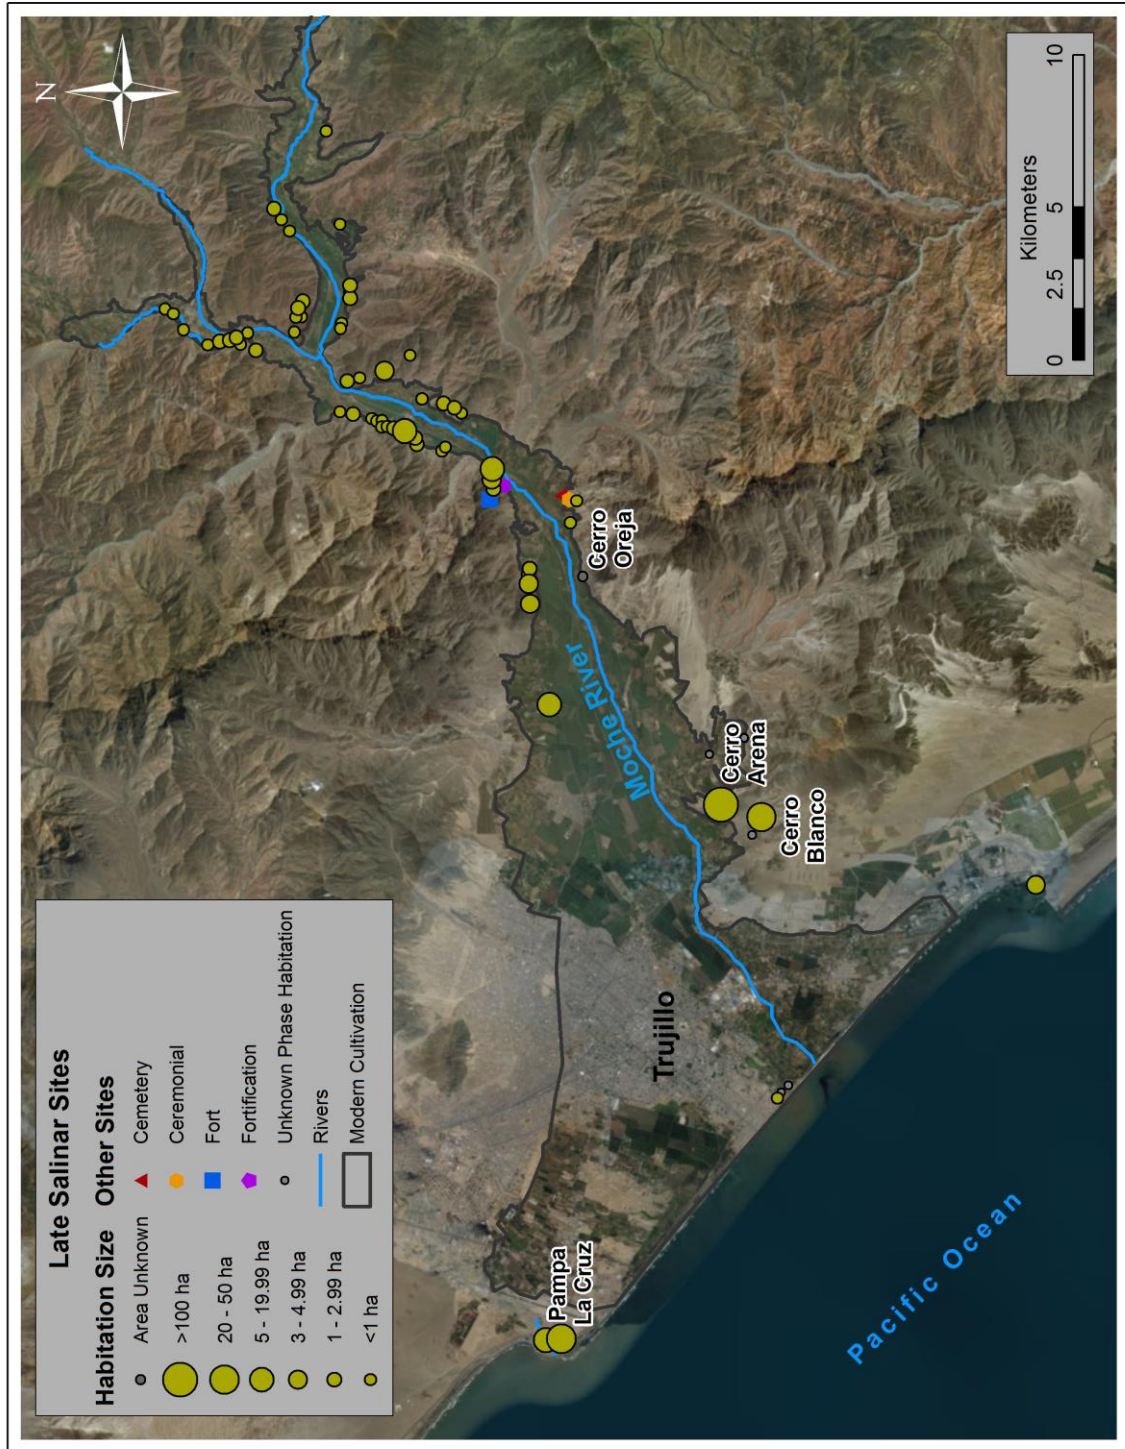 Late Salinar Sites
Habitation Size
Area Unknown
>100 ha
20 - 50 ha
5 - 19.99 ha
3 - 4.99 ha
1 - 2.99 ha
<1 ha
Other Sites
Cemetery
Ceremonial
Fort
Fortification
Unknown Phase Habitation
Rivers
Modern Cultivation
N
Cerro
Oreja
Moche River
Cerro
Arena
Cerro
Blanco
Trujillo
Pampa
La Cruz
Pacific Ocean
Kilometers
0 2.5 5 10